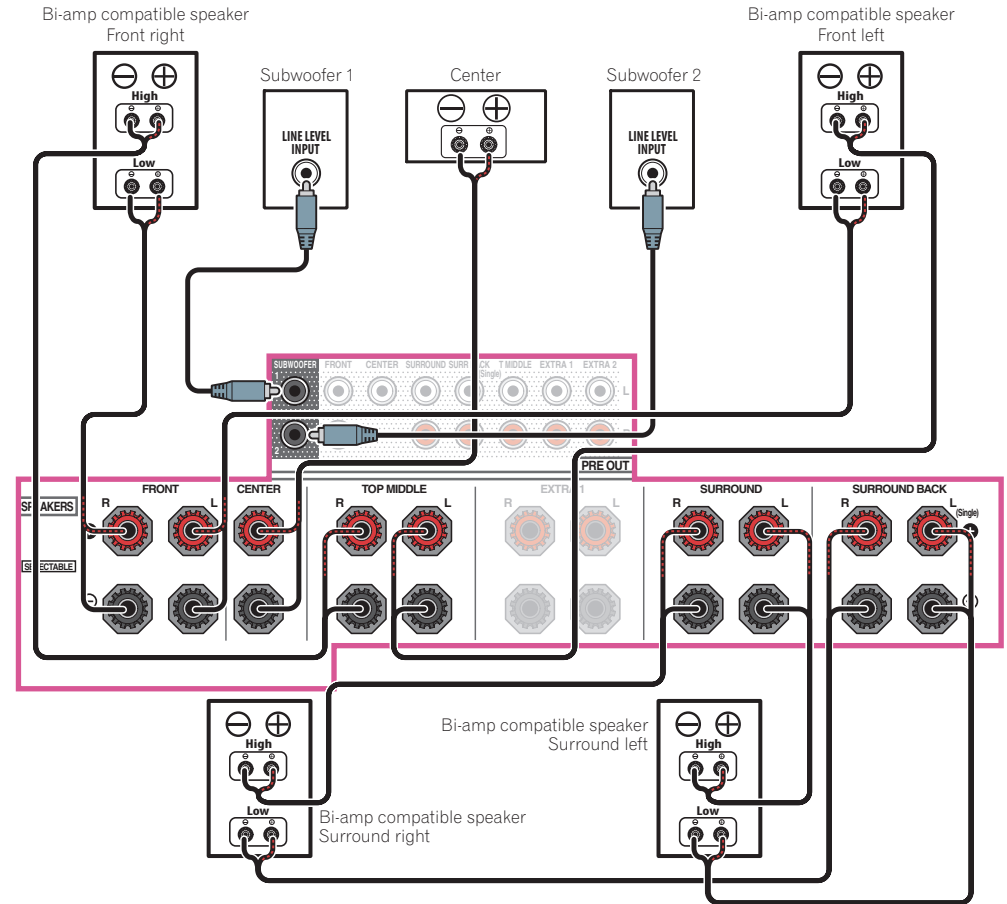 Bi-amp compatible speaker
Front right
Bi-amp compatible speaker
Front left
Subwoofer 1
Center
Subwoofer 2
High
Low
LINE LEVEL
INPUT
LINE LEVEL
INPUT
High
Low
SUBWOOFER
FRONT
CENTER
SURROUND
T MIDDLE
EXTRA 1
EXTRA 2
(Single)
1
L
2
PRE OUT
SELECTABLE
FRONT
CENTER
TOP MIDDLE
SURROUND
SURROUND BACK
R
L
R
L
R
L
R
L
R
L
(Single)
High
Low
Bi-amp compatible speaker
Surround right
Bi-amp compatible speaker
Surround left
High
Low